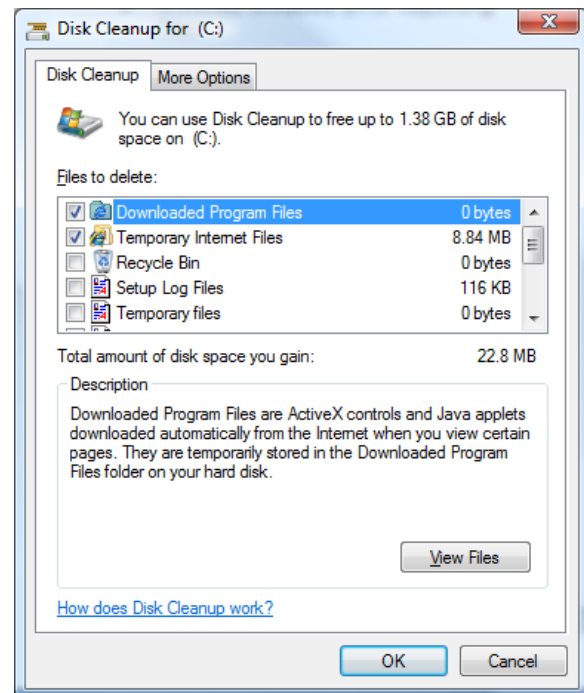 Disk Cleanup for  (C:)
Disk Cleanup
More Options
You can use Disk Cleanup to free up to 1.38 GB of disk
space on  (C:).
Files to delete:
Downloaded Program Files 0 bytes
Temporary Internet Files 8.84 MB
Recycle Bin 0 bytes
Setup Log Files 116 KB
Temporary files 0 bytes
Total amount of disk space you gain: 22.8 MB
Description
Downloaded Program Files are ActiveX controls and Java applets
downloaded automatically from the Internet when you view certain
pages. They are temporarily stored in the Downloaded Program
Files folder on your hard disk.
View Files
How does Disk Cleanup work?
OK
Cancel